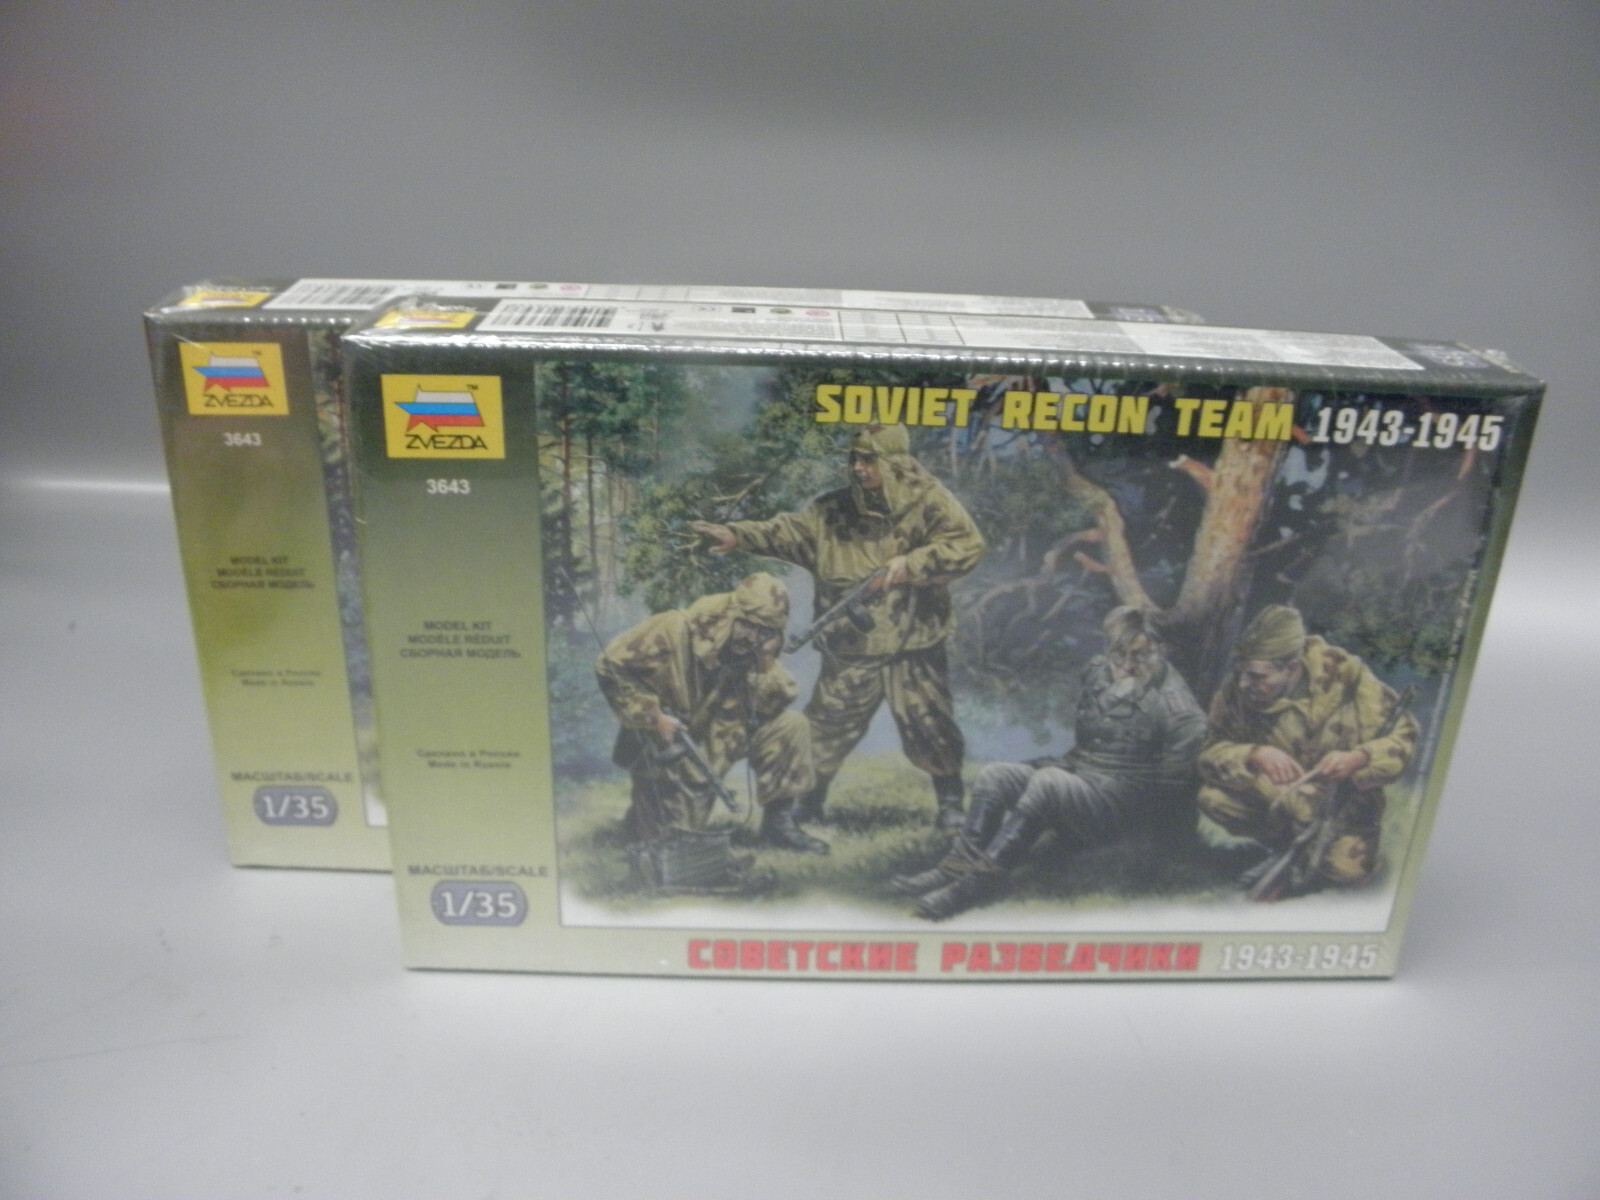 ZVEZDA
3643
MODEL KIT
MODÈLE RÉDUIT
СБОРНАЯ МОДЕЛЬ
Сделано в России
Made in Russia
МАСШТАБ/SCALE
1/35
ZVEZDA™
3643
MODEL KIT
MODÈLE RÉDUIT
СБОРНАЯ МОДЕЛЬ
Сделано в России
Made in Russia
МАСШТАБ/SCALE
1/35
SOVIET RECON TEAM 1943-1945
СОВЕТСКИЕ РАЗВЕДЧИКИ 1943-1945